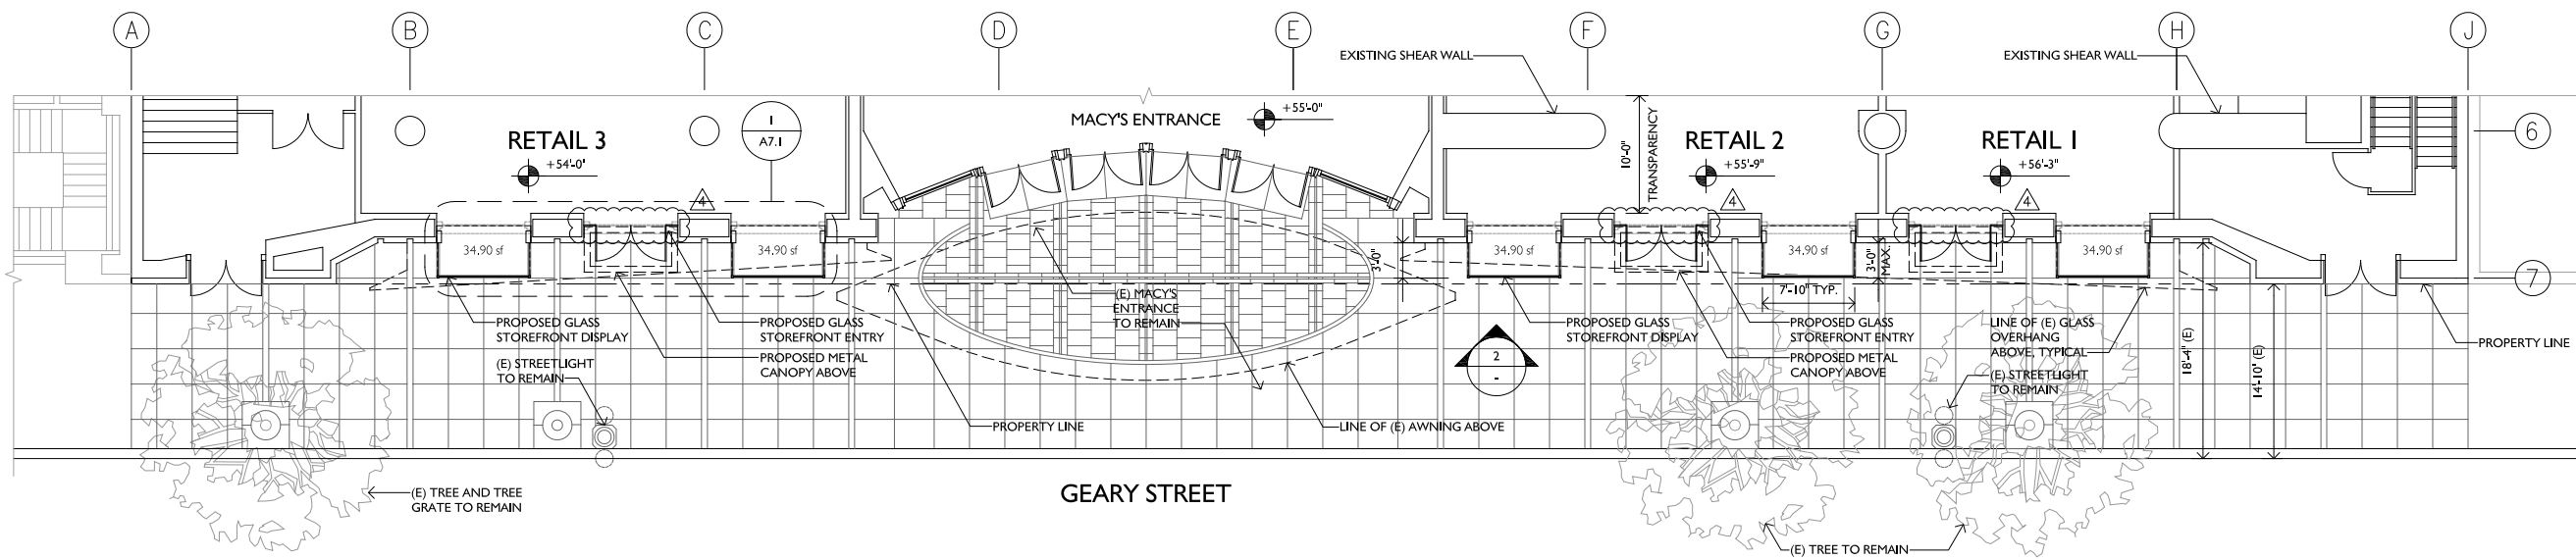 A
B
C
D
E
F
G
H
J
EXISTING SHEAR WALL
EXISTING SHEAR WALL
MACY'S ENTRANCE
+55'-0"
1
A7.1
RETAIL 3
+54'-0"
10'-0"
TRANSPARENCY
RETAIL 2
+55'-9"
RETAIL 1
+56'-3"
6
4
4
4
34.90 sf
34.90 sf
3'-0"
34.90 sf
34.90 sf
3'-0"
MAX
34.90 sf
7
(E) MACY'S
ENTRANCE
TO REMAIN
7'-10" TYP.
PROPOSED GLASS
STOREFRONT DISPLAY
PROPOSED GLASS
STOREFRONT ENTRY
PROPOSED METAL
CANOPY ABOVE
(E) STREETLIGHT
TO REMAIN
PROPOSED GLASS
STOREFRONT DISPLAY
PROPOSED GLASS
STOREFRONT ENTRY
PROPOSED METAL
CANOPY ABOVE
LINE OF (E) GLASS
OVERHANG
ABOVE, TYPICAL
(E) STREETLIGHT
TO REMAIN
2
-
18'-4" (E)
14'-10" (E)
PROPERTY LINE
PROPERTY LINE
LINE OF (E) AWNING ABOVE
(E) TREE AND TREE
GRATE TO REMAIN
GEARY STREET
(E) TREE TO REMAIN